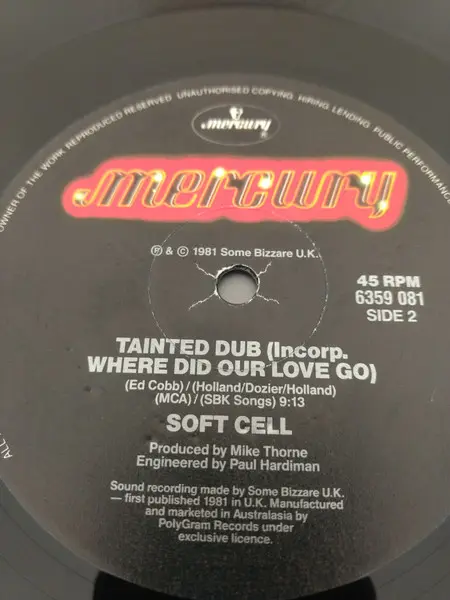 OWNER OF THE WORK REPRODUCED RESERVED. UNAUTHORISED COPYING, HIRING, LENDING, PUBLIC PERFORMANCE
mercury
mercury
℗ & © 1981 Some Bizzare U.K.
45 RPM
6359 081
SIDE 2
TAINTED DUB (Incorp.
WHERE DID OUR LOVE GO)
(Ed Cobb)/(Holland/Dozier/Holland)
(MCA)/(SBK Songs) 9:13
SOFT CELL
Produced by Mike Thorne
Engineered by Paul Hardiman
Sound recording made by Some Bizzare U.K.
— first published 1981 in U.K. Manufactured
and marketed in Australasia by
PolyGram Records under
exclusive licence.
ALL